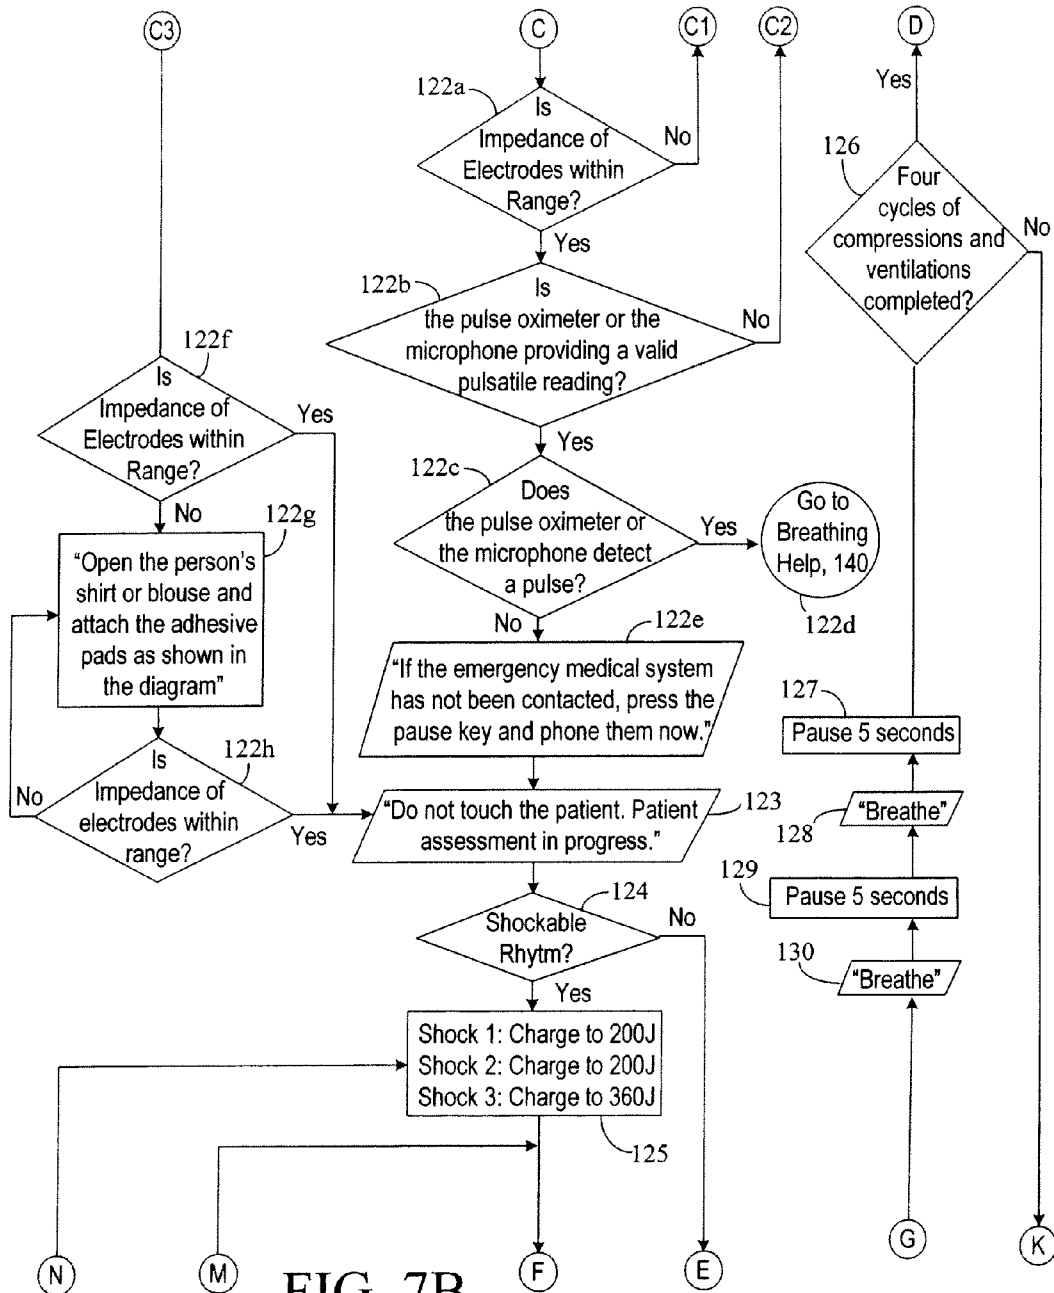 C3
C
C1
C2
D
122a
Is
Impedance of
Electrodes within
Range?
No
Yes
122b
Is
the pulse oximeter or the
microphone providing a valid
pulsatile reading?
No
Yes
122c
Does
the pulse oximeter or
the microphone detect
a pulse?
Yes
No
Go to
Breathing
Help, 140
122d
122e
"If the emergency medical system
has not been contacted, press the
pause key and phone them now."
122f
Is
Impedance of
Electrodes within
Range?
Yes
No
122g
"Open the person's
shirt or blouse and
attach the adhesive
pads as shown in
the diagram"
122h
Is
Impedance of
electrodes within
range?
No
Yes
"Do not touch the patient. Patient
assessment in progress."
123
124
Shockable
Rhytm?
No
Yes
Shock 1: Charge to 200J
Shock 2: Charge to 200J
Shock 3: Charge to 360J
125
Yes
126
Four
cycles of
compressions and
ventilations
completed?
No
127
Pause 5 seconds
128
"Breathe"
129
Pause 5 seconds
130
"Breathe"
N
M
F
E
G
K
FIG. 7B